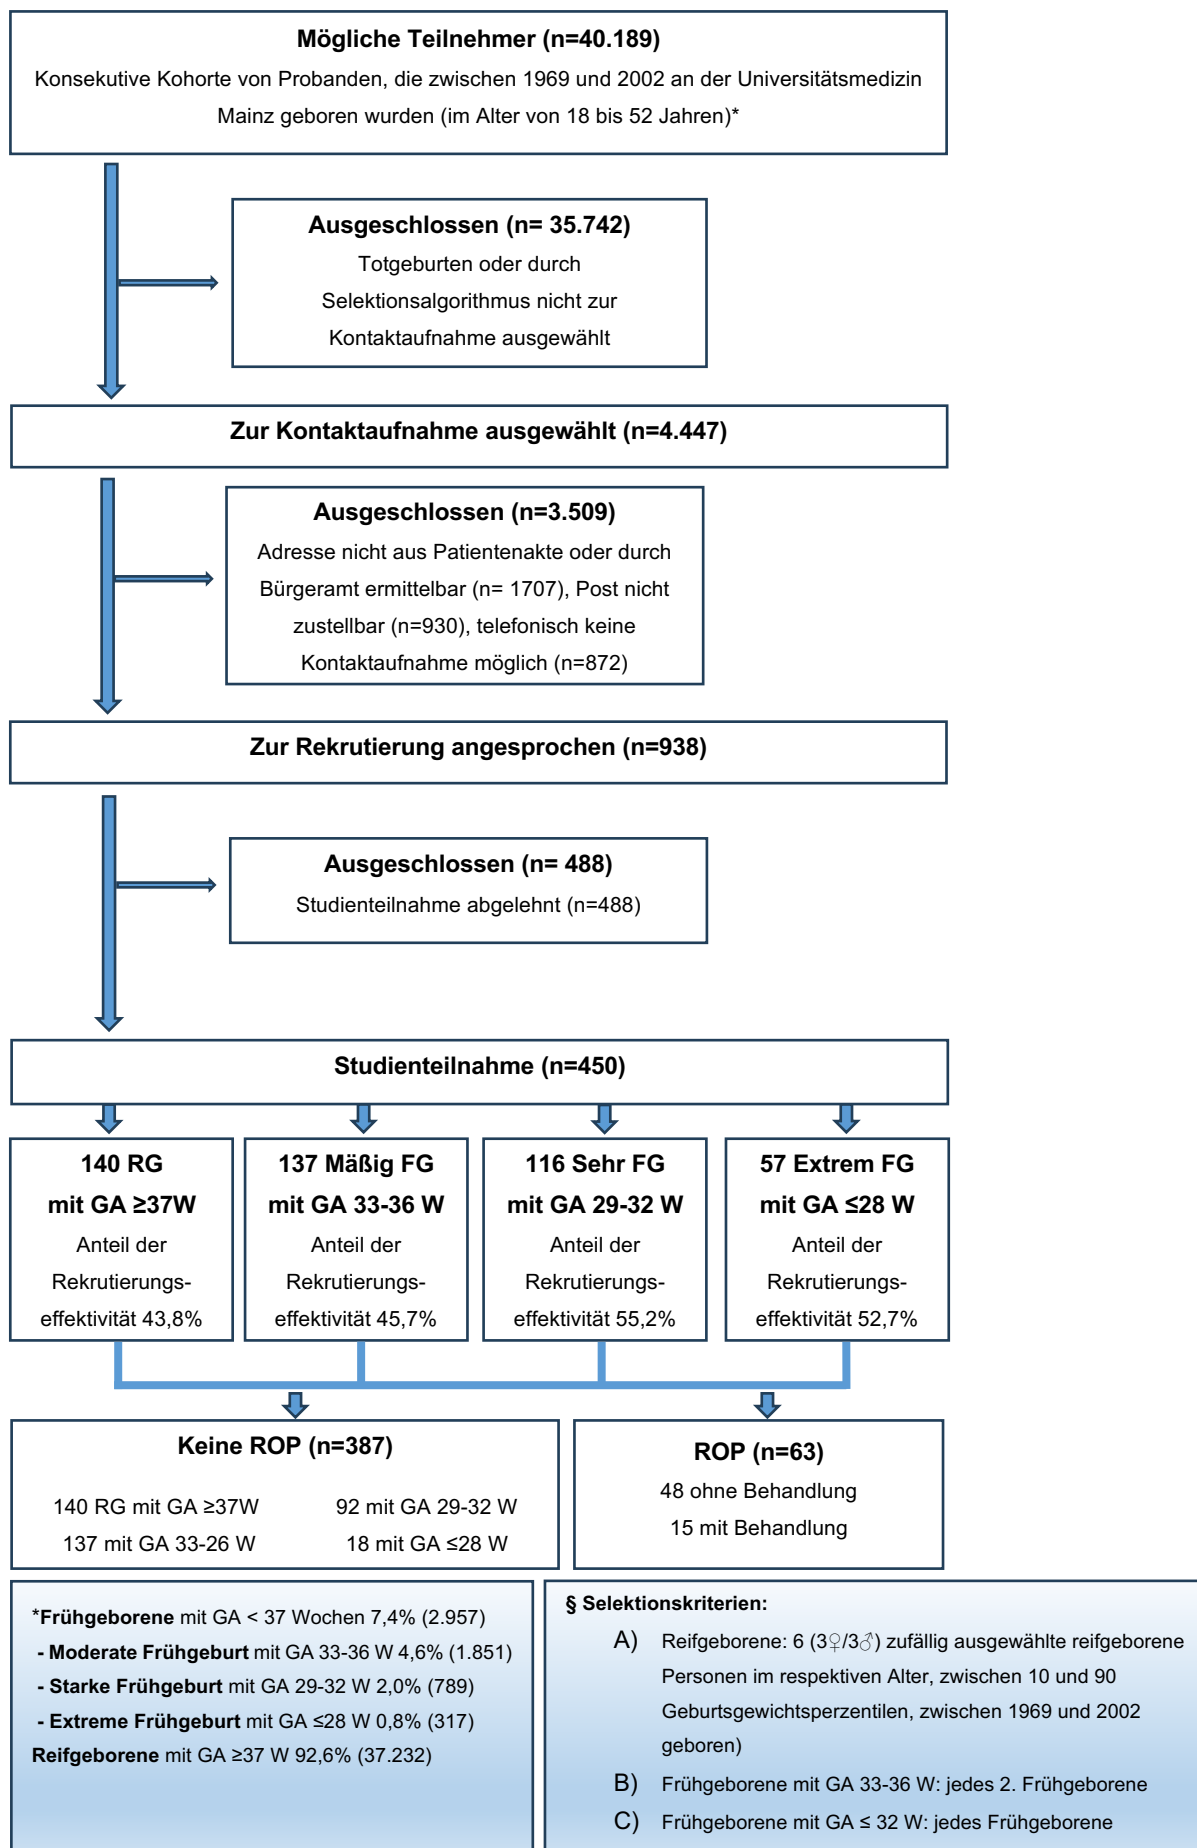 Mögliche Teilnehmer (n=40.189)
Konsekutive Kohorte von Probanden, die zwischen 1969 und 2002 an der Universitätsmedizin
Mainz geboren wurden (im Alter von 18 bis 52 Jahren)*
Ausgeschlossen (n= 35.742)
Totgeburten oder durch
Selektionsalgorithmus nicht zur
Kontaktaufnahme ausgewählt
Zur Kontaktaufnahme ausgewählt (n=4.447)
Ausgeschlossen (n=3.509)
Adresse nicht aus Patientenakte oder durch
Bürgeramt ermittelbar (n= 1707), Post nicht
zustellbar (n=930), telefonisch keine
Kontaktaufnahme möglich (n=872)
Zur Rekrutierung angesprochen (n=938)
Ausgeschlossen (n= 488)
Studienteilnahme abgelehnt (n=488)
Studienteilnahme (n=450)
140 RG
mit GA ≥37W
Anteil der
Rekrutierungs-
effektivität 43,8%
137 Mäßig FG
mit GA 33-36 W
Anteil der
Rekrutierungs-
effektivität 45,7%
116 Sehr FG
mit GA 29-32 W
Anteil der
Rekrutierungs-
effektivität 55,2%
57 Extrem FG
mit GA ≤28 W
Anteil der
Rekrutierungs-
effektivität 52,7%
Keine ROP (n=387)
140 RG mit GA ≥37W 92 mit GA 29-32 W
137 mit GA 33-26 W 18 mit GA ≤28 W
ROP (n=63)
48 ohne Behandlung
15 mit Behandlung
*Frühgeborene mit GA < 37 Wochen 7,4% (2.957)
- Moderate Frühgeburt mit GA 33-36 W 4,6% (1.851)
- Starke Frühgeburt mit GA 29-32 W 2,0% (789)
- Extreme Frühgeburt mit GA ≤28 W 0,8% (317)
Reifgeborene mit GA ≥37 W 92,6% (37.232)
§ Selektionskriterien:
A) Reifgeborene: 6 (3♀/3♂) zufällig ausgewählte reifgeborene
Personen im respektiven Alter, zwischen 10 und 90
Geburtsgewichtsperzentilen, zwischen 1969 und 2002
geboren)
B) Frühgeborene mit GA 33-36 W: jedes 2. Frühgeborene
C) Frühgeborene mit GA ≤ 32 W: jedes Frühgeborene